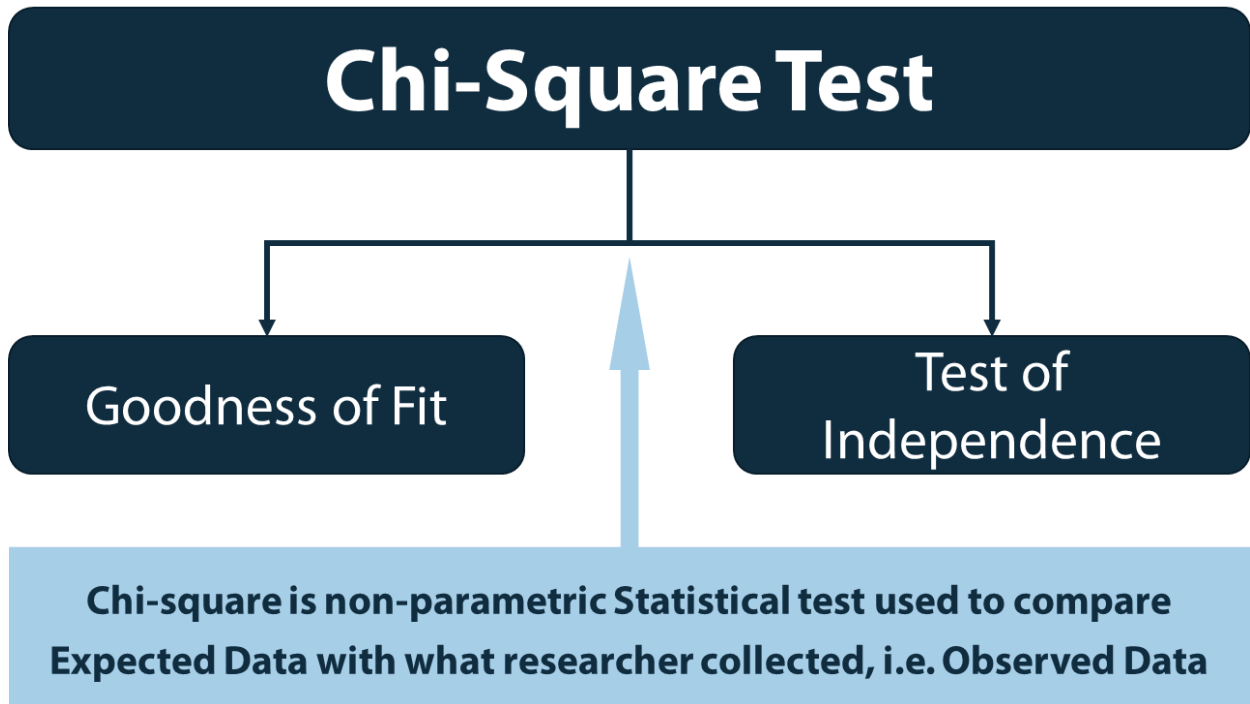 Chi-Square Test
Goodness of Fit
Test of
Independence
Chi-square is non-parametric Statistical test used to compare
Expected Data with what researcher collected, i.e. Observed Data